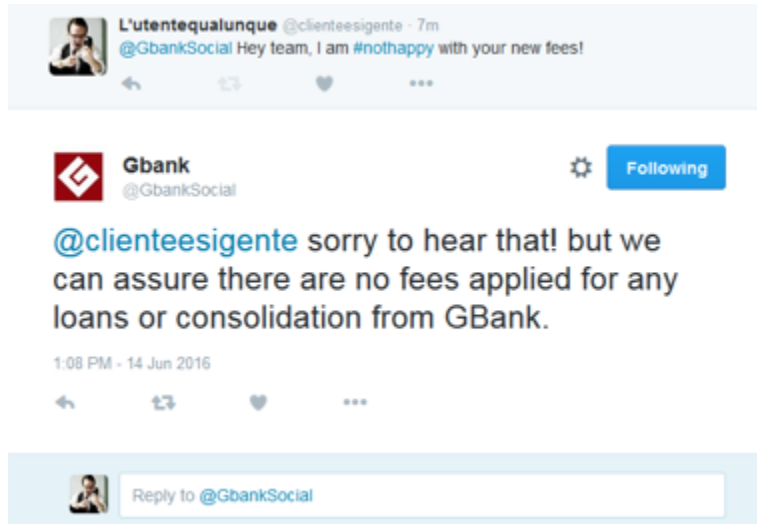 L'utentequalunque @clienteesigente · 7m
@GbankSocial Hey team, I am #nothappy with your new fees!
Gbank
@GbankSocial
Following
@clienteesigente sorry to hear that! but we
can assure there are no fees applied for any
loans or consolidation from GBank.
1:08 PM - 14 Jun 2016
Reply to @GbankSocial